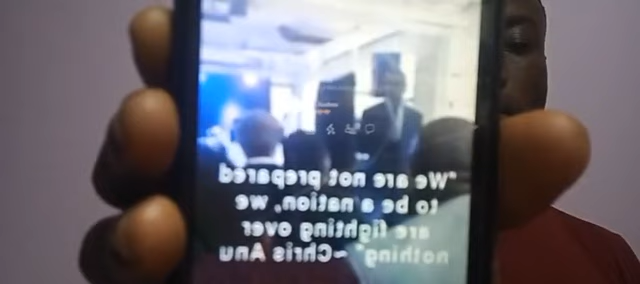 "We are not prepared
to be a nation, we
are fighting over
nothing" ~Chris Anu